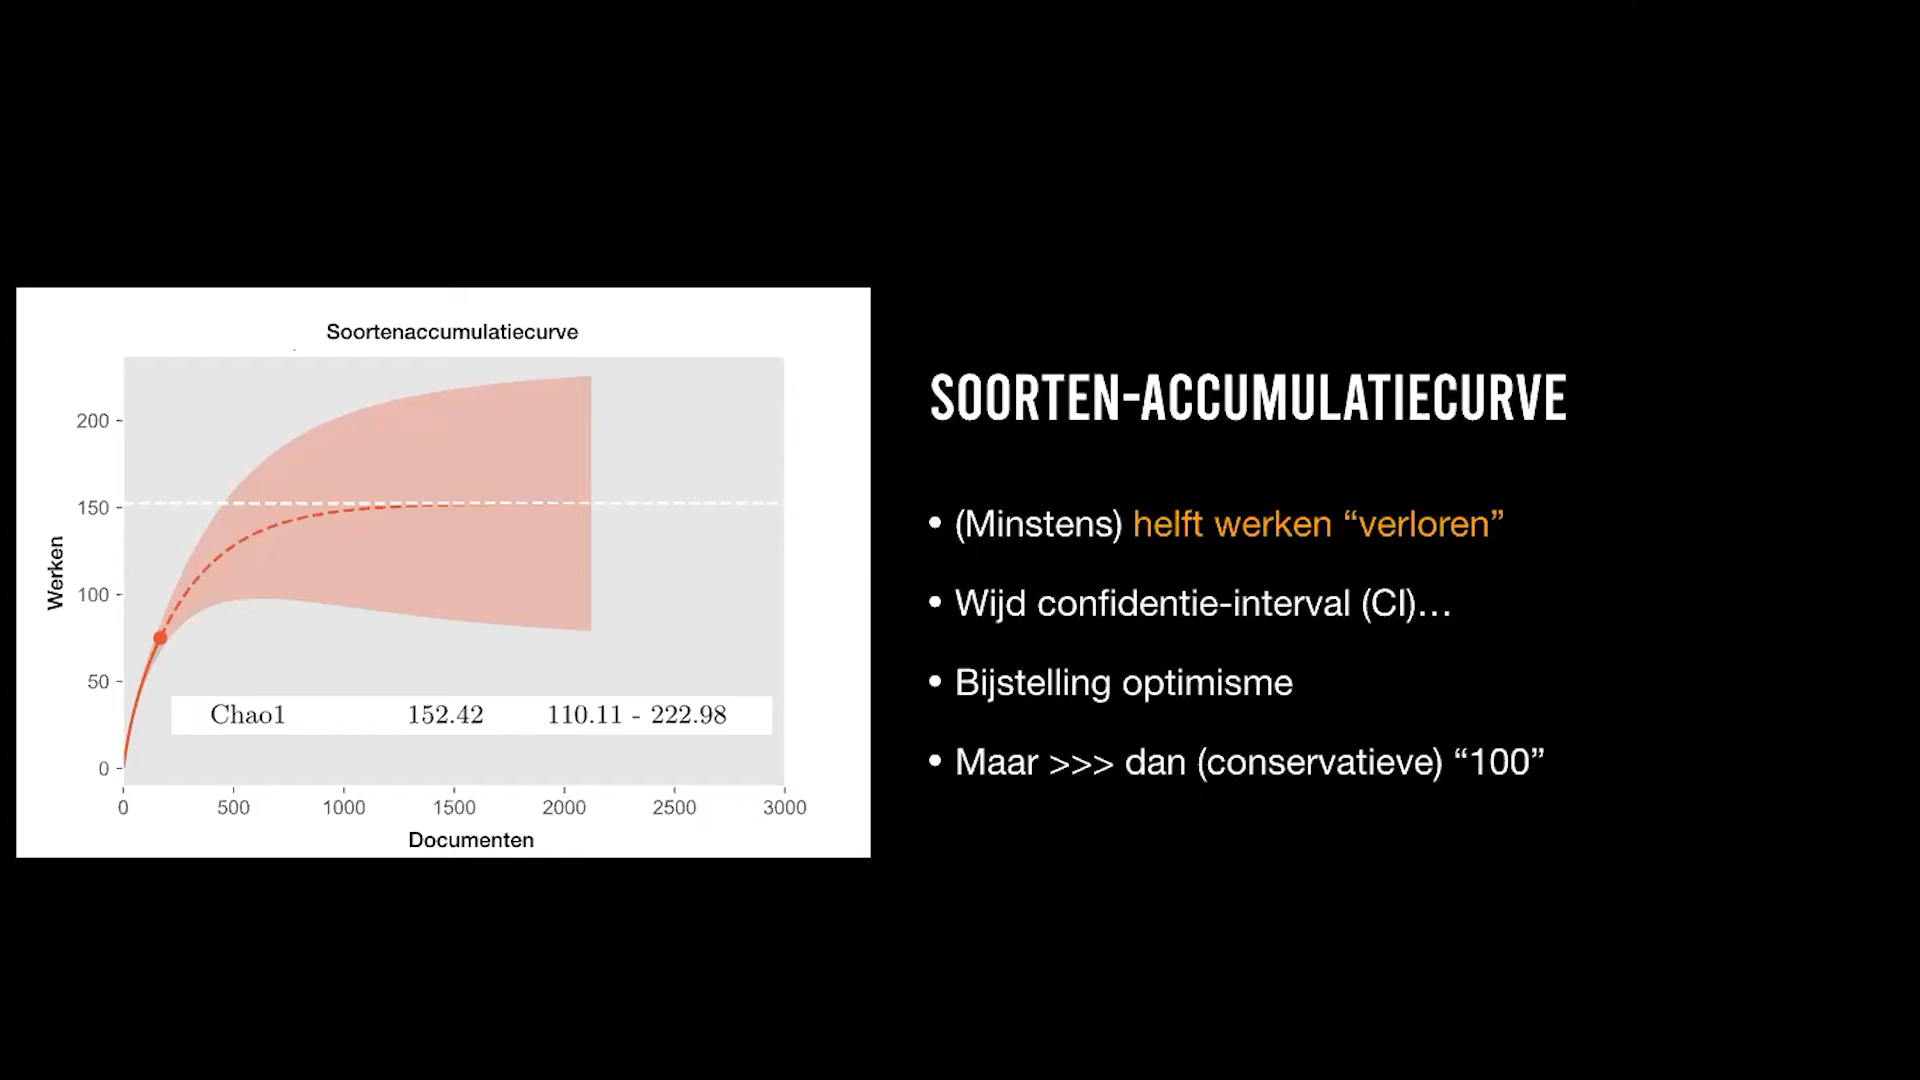 Soortenaccumulatiecurve
200
150
100
50
0
Werken
Chao1 152.42 110.11 - 222.98
0 500 1000 1500 2000 2500 3000
Documenten
SOORTEN-ACCUMULATIECURVE
• (Minstens) helft werken “verloren”
• Wijd confidentie-interval (CI)…
• Bijstelling optimisme
• Maar >>> dan (conservatieve) “100”